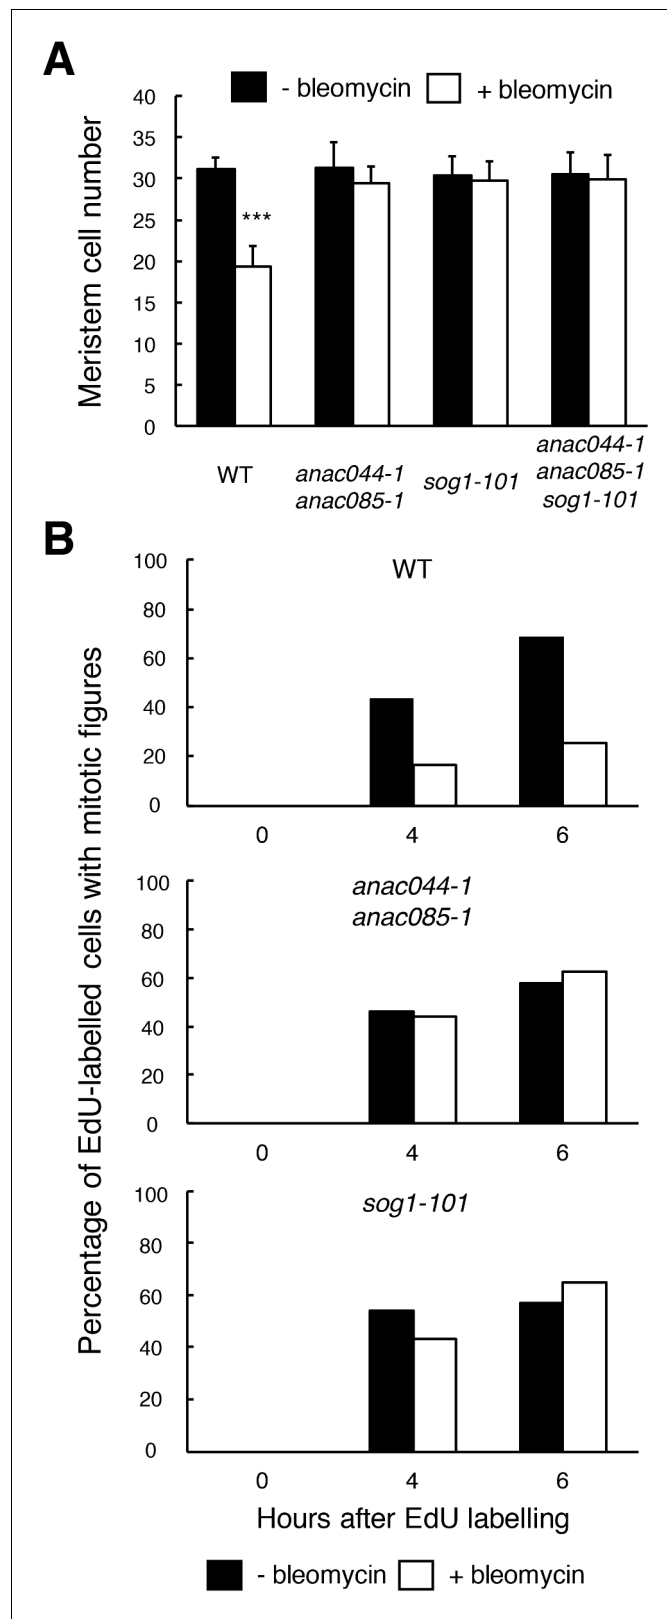 A
- bleomycin + bleomycin
Meristem cell number
40
35
30
25
20
15
10
5
0
***
WT
anac044-1
anac085-1
sog1-101
anac044-1
anac085-1
sog1-101
B
Percentage of EdU-labelled cells with mitotic figures
WT
100
80
60
40
20
0
0 4 6
anac044-1
anac085-1
100
80
60
40
20
0
0 4 6
sog1-101
100
80
60
40
20
0
0 4 6
Hours after EdU labelling
- bleomycin + bleomycin